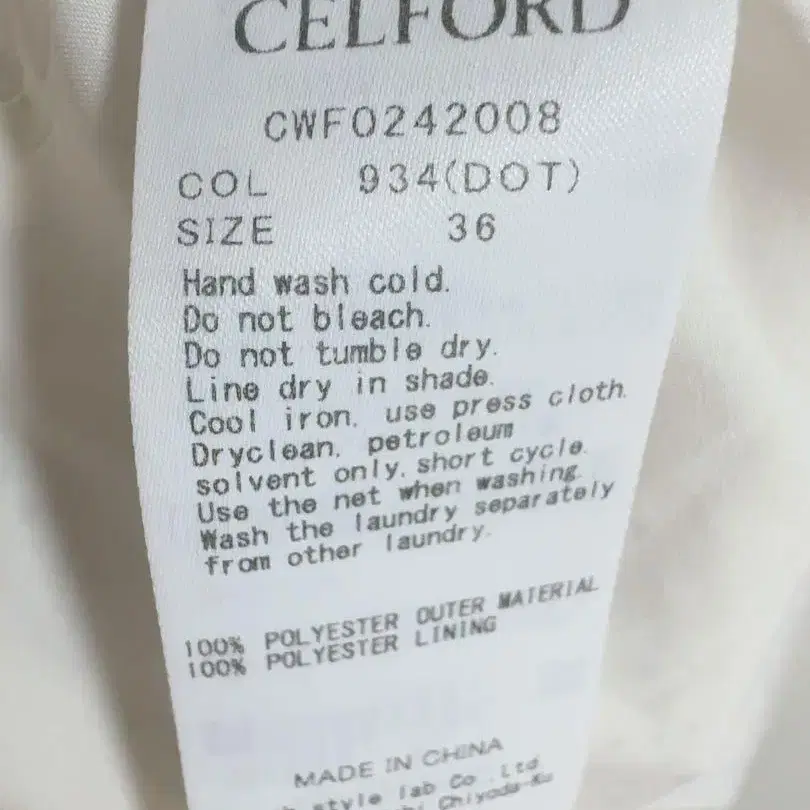 CELFORD
CWF0242008
COL 934(DOT)
SIZE 36
Hand wash cold.
Do not bleach.
Do not tumble dry.
Line dry in shade.
Cool iron. use press cloth.
Dryclean. petroleum
solvent only. short cycle.
Use the net when washing.
Wash the laundry separately
from other laundry.
100% POLYESTER OUTER MATERIAL
100% POLYESTER LINING
MADE IN CHINA
style lab Co.,Ltd.
Chiyoda-Ku